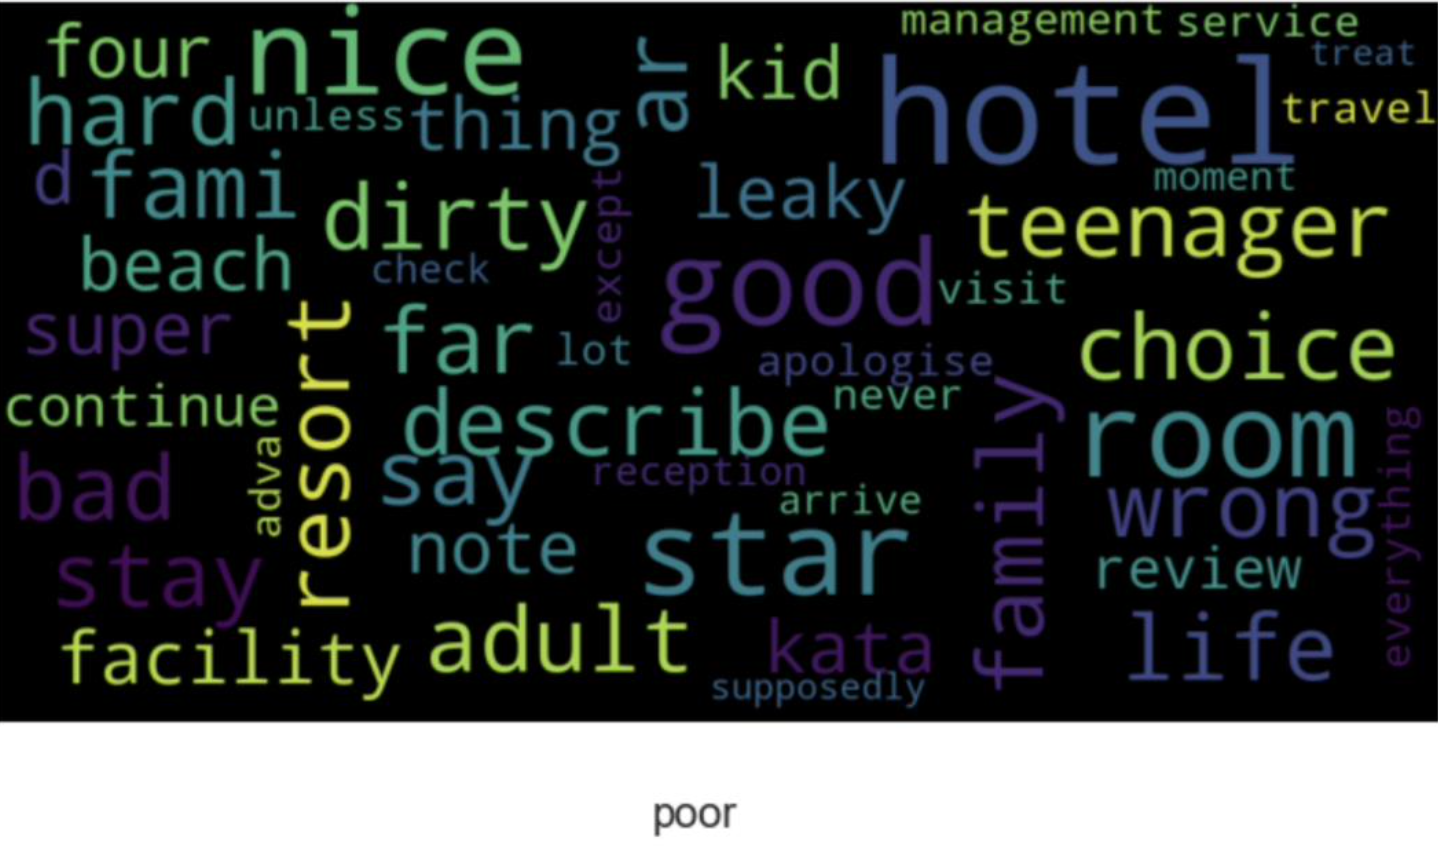 four nice ar kid management service
hard unless thing hotel treat
travel
d fami dirty except leaky moment
teenager
beach check good visit
super resort far lot apologise choice
continue describe never
bad adva say reception family room everything
arrive wrong
stay note star review
facility adult kata life
supposedly
poor